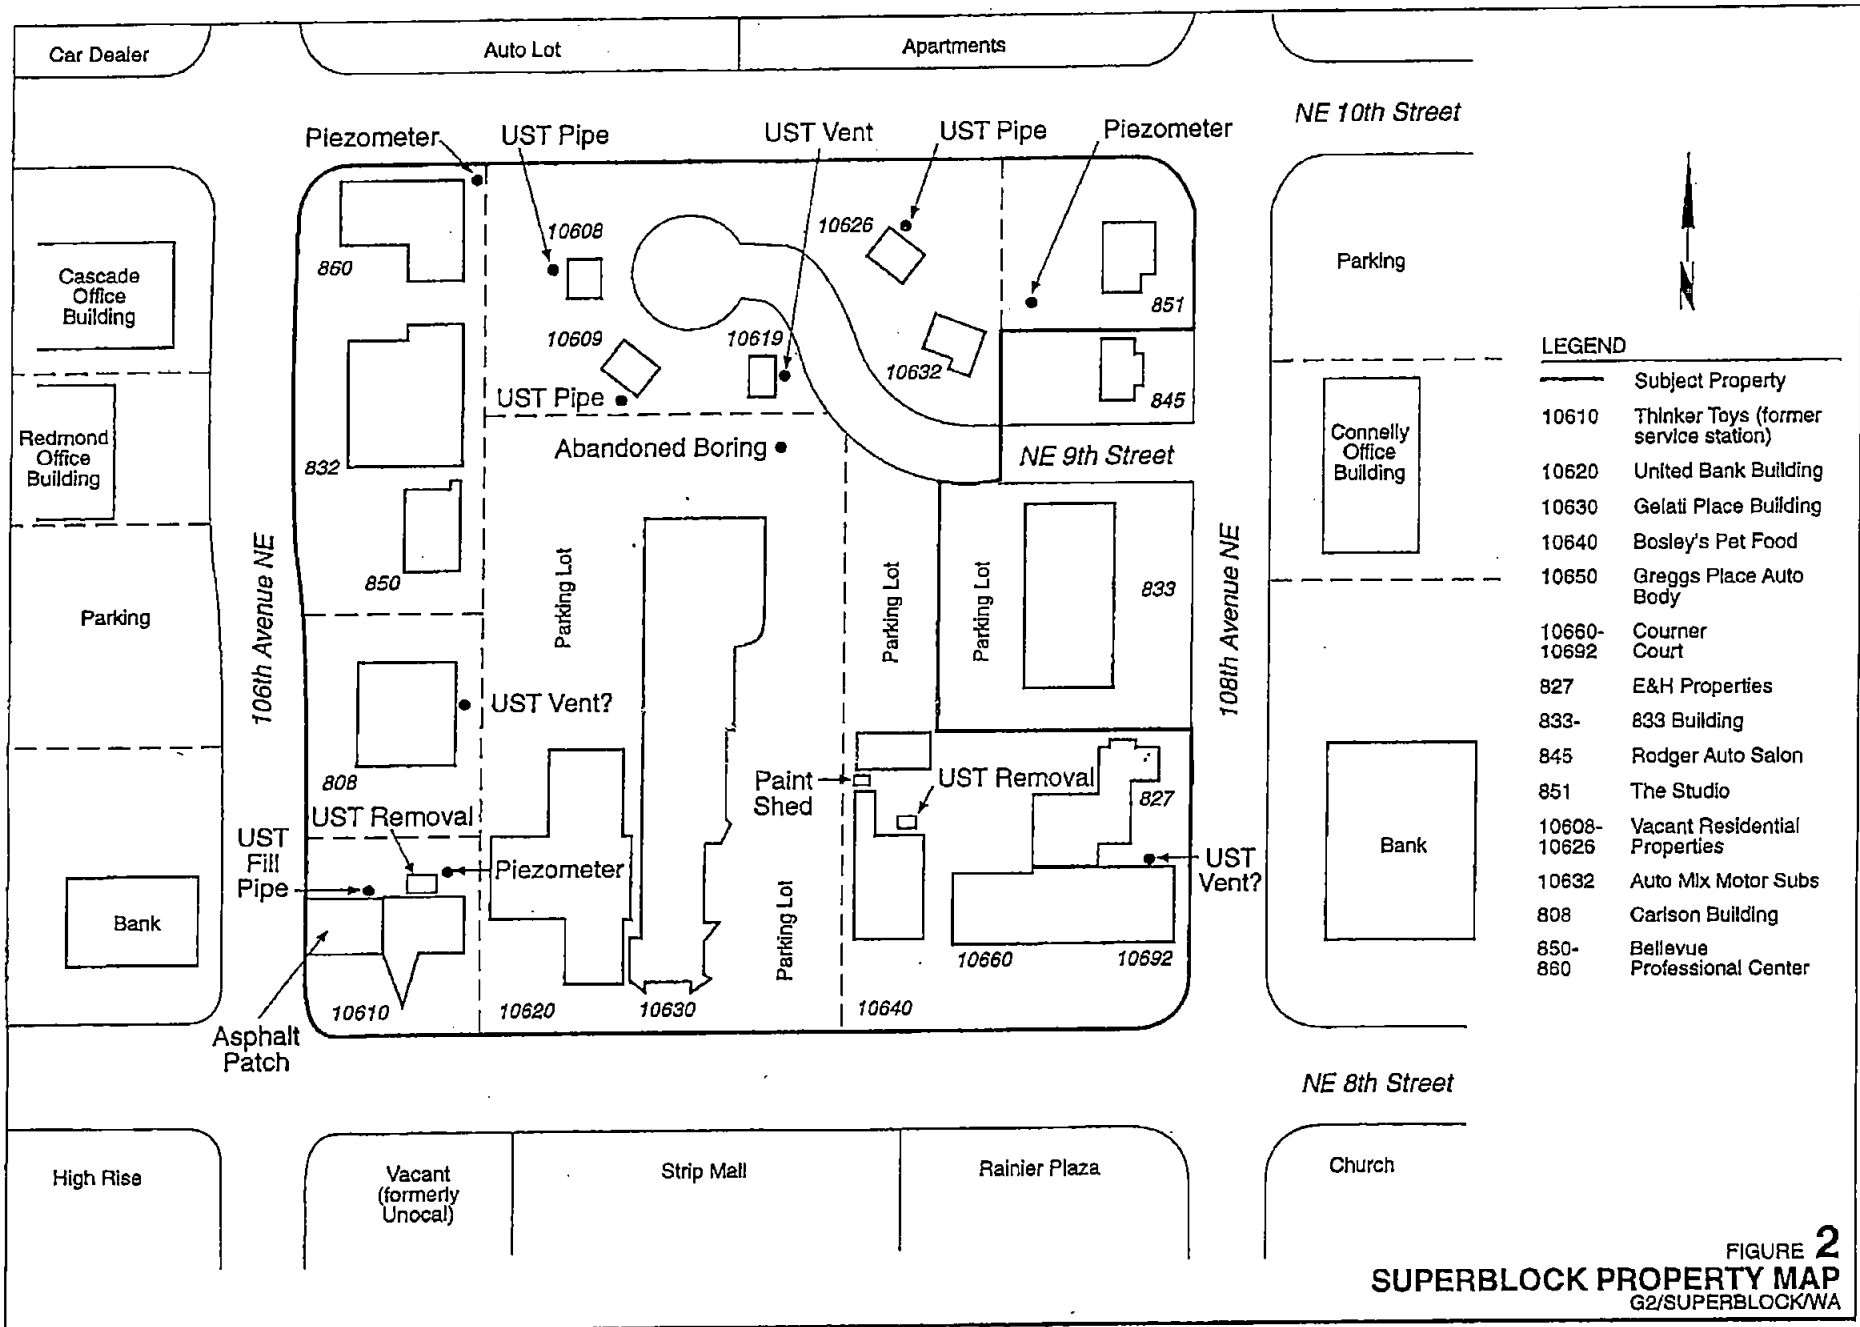 Car Dealer
Auto Lot
Apartments
NE 10th Street
Piezometer
UST Pipe
UST Vent
UST Pipe
Piezometer
10608
10626
860
851
Cascade
Office
Building
Parking
10609
10619
10632
845
UST Pipe
Abandoned Boring
NE 9th Street
832
Redmond
Office
Building
Connelly
Office
Building
850
106th Avenue NE
Parking Lot
Parking Lot
Parking Lot
833
108th Avenue NE
Parking
UST Vent?
808
Paint
Shed
UST Removal
827
UST Removal
UST
Fill
Pipe
Piezometer
UST
Vent?
Bank
Bank
Parking Lot
10660
10692
10610
10620
10630
10640
Asphalt
Patch
NE 8th Street
High Rise
Vacant
(formerly
Unocal)
Strip Mall
Rainier Plaza
Church
N
LEGEND
Subject Property
10610 Thinker Toys (former
service station)
10620 United Bank Building
10630 Gelati Place Building
10640 Bosley's Pet Food
10650 Greggs Place Auto
Body
10660- Courner
10692 Court
827 E&H Properties
833- 833 Building
845 Rodger Auto Salon
851 The Studio
10608- Vacant Residential
10626 Properties
10632 Auto Mix Motor Subs
808 Carlson Building
850- Bellevue
860 Professional Center
FIGURE 2
SUPERBLOCK PROPERTY MAP
G2/SUPERBLOCK/WA